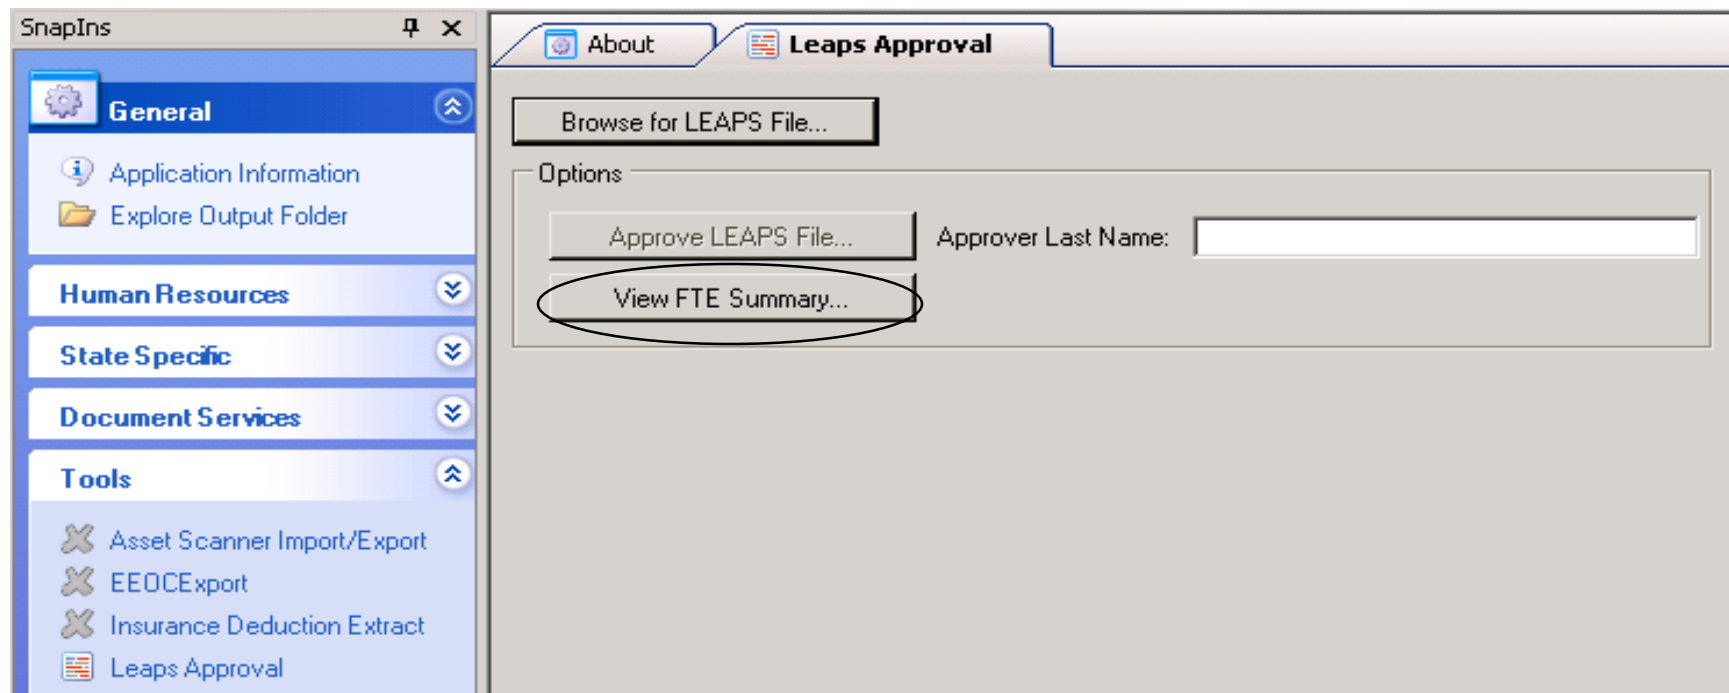 SnapIns
General
Application Information
Explore Output Folder
Human Resources
State Specific
Document Services
Tools
Asset Scanner Import/Export
EEOCExport
Insurance Deduction Extract
Leaps Approval
About
Leaps Approval
Browse for LEAPS File...
Options
Approve LEAPS File...
Approver Last Name:
View FTE Summary...